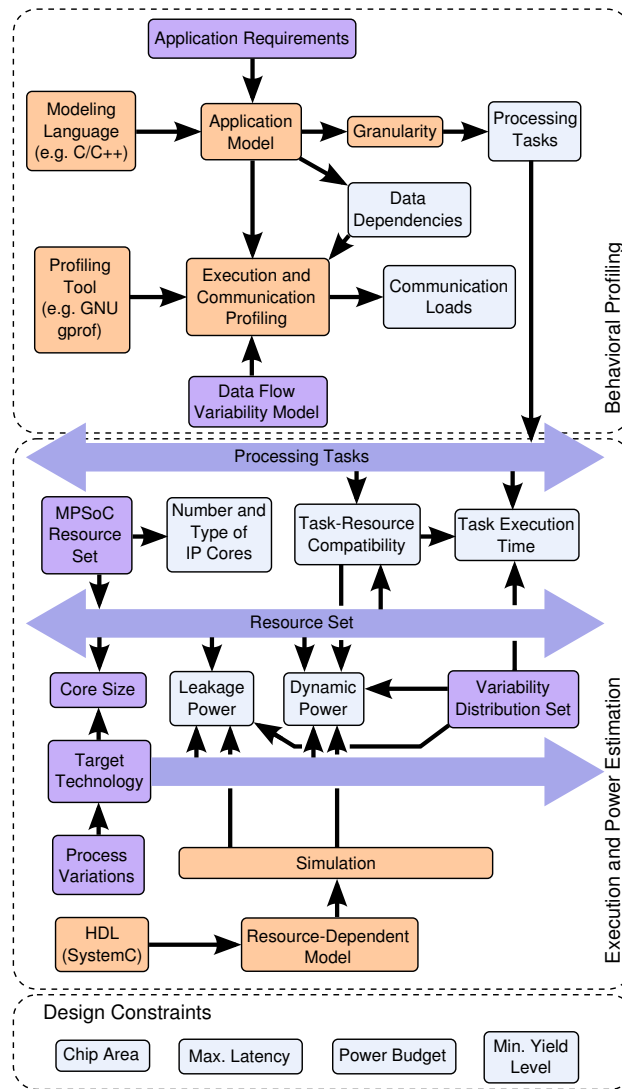 Application Requirements
Modeling
Language
(e.g. C/C++)
Application
Model
Granularity
Processing
Tasks
Data
Dependencies
Profiling
Tool
(e.g. GNU
gprof)
Execution and
Communication
Profiling
Communication
Loads
Data Flow
Variability Model
Behavioral Profiling
Processing Tasks
MPSoC
Resource
Set
Number and
Type of
IP Cores
Task-Resource
Compatibility
Task Execution
Time
Resource Set
Core Size
Leakage
Power
Dynamic
Power
Variability
Distribution Set
Target
Technology
Process
Variations
Simulation
HDL
(SystemC)
Resource-Dependent
Model
Execution and Power Estimation
Design Constraints
Chip Area
Max. Latency
Power Budget
Min. Yield
Level